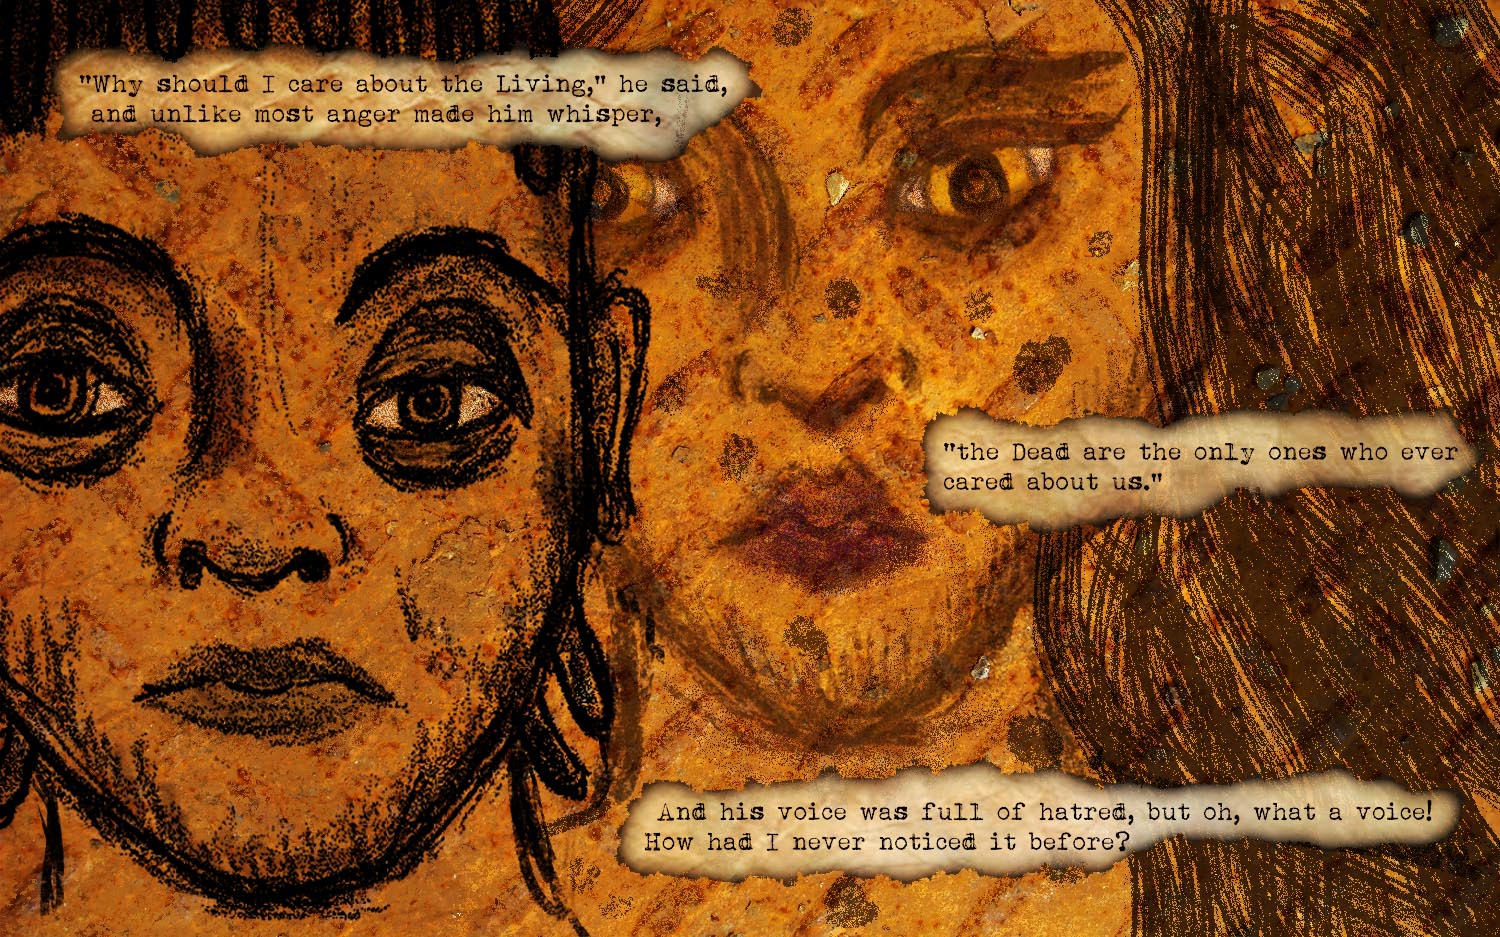 "Why should I care about the Living," he said,
and unlike most anger made him whisper,
"the Dead are the only ones who ever
cared about us."
And his voice was full of hatred, but oh, what a voice!
How had I never noticed it before?